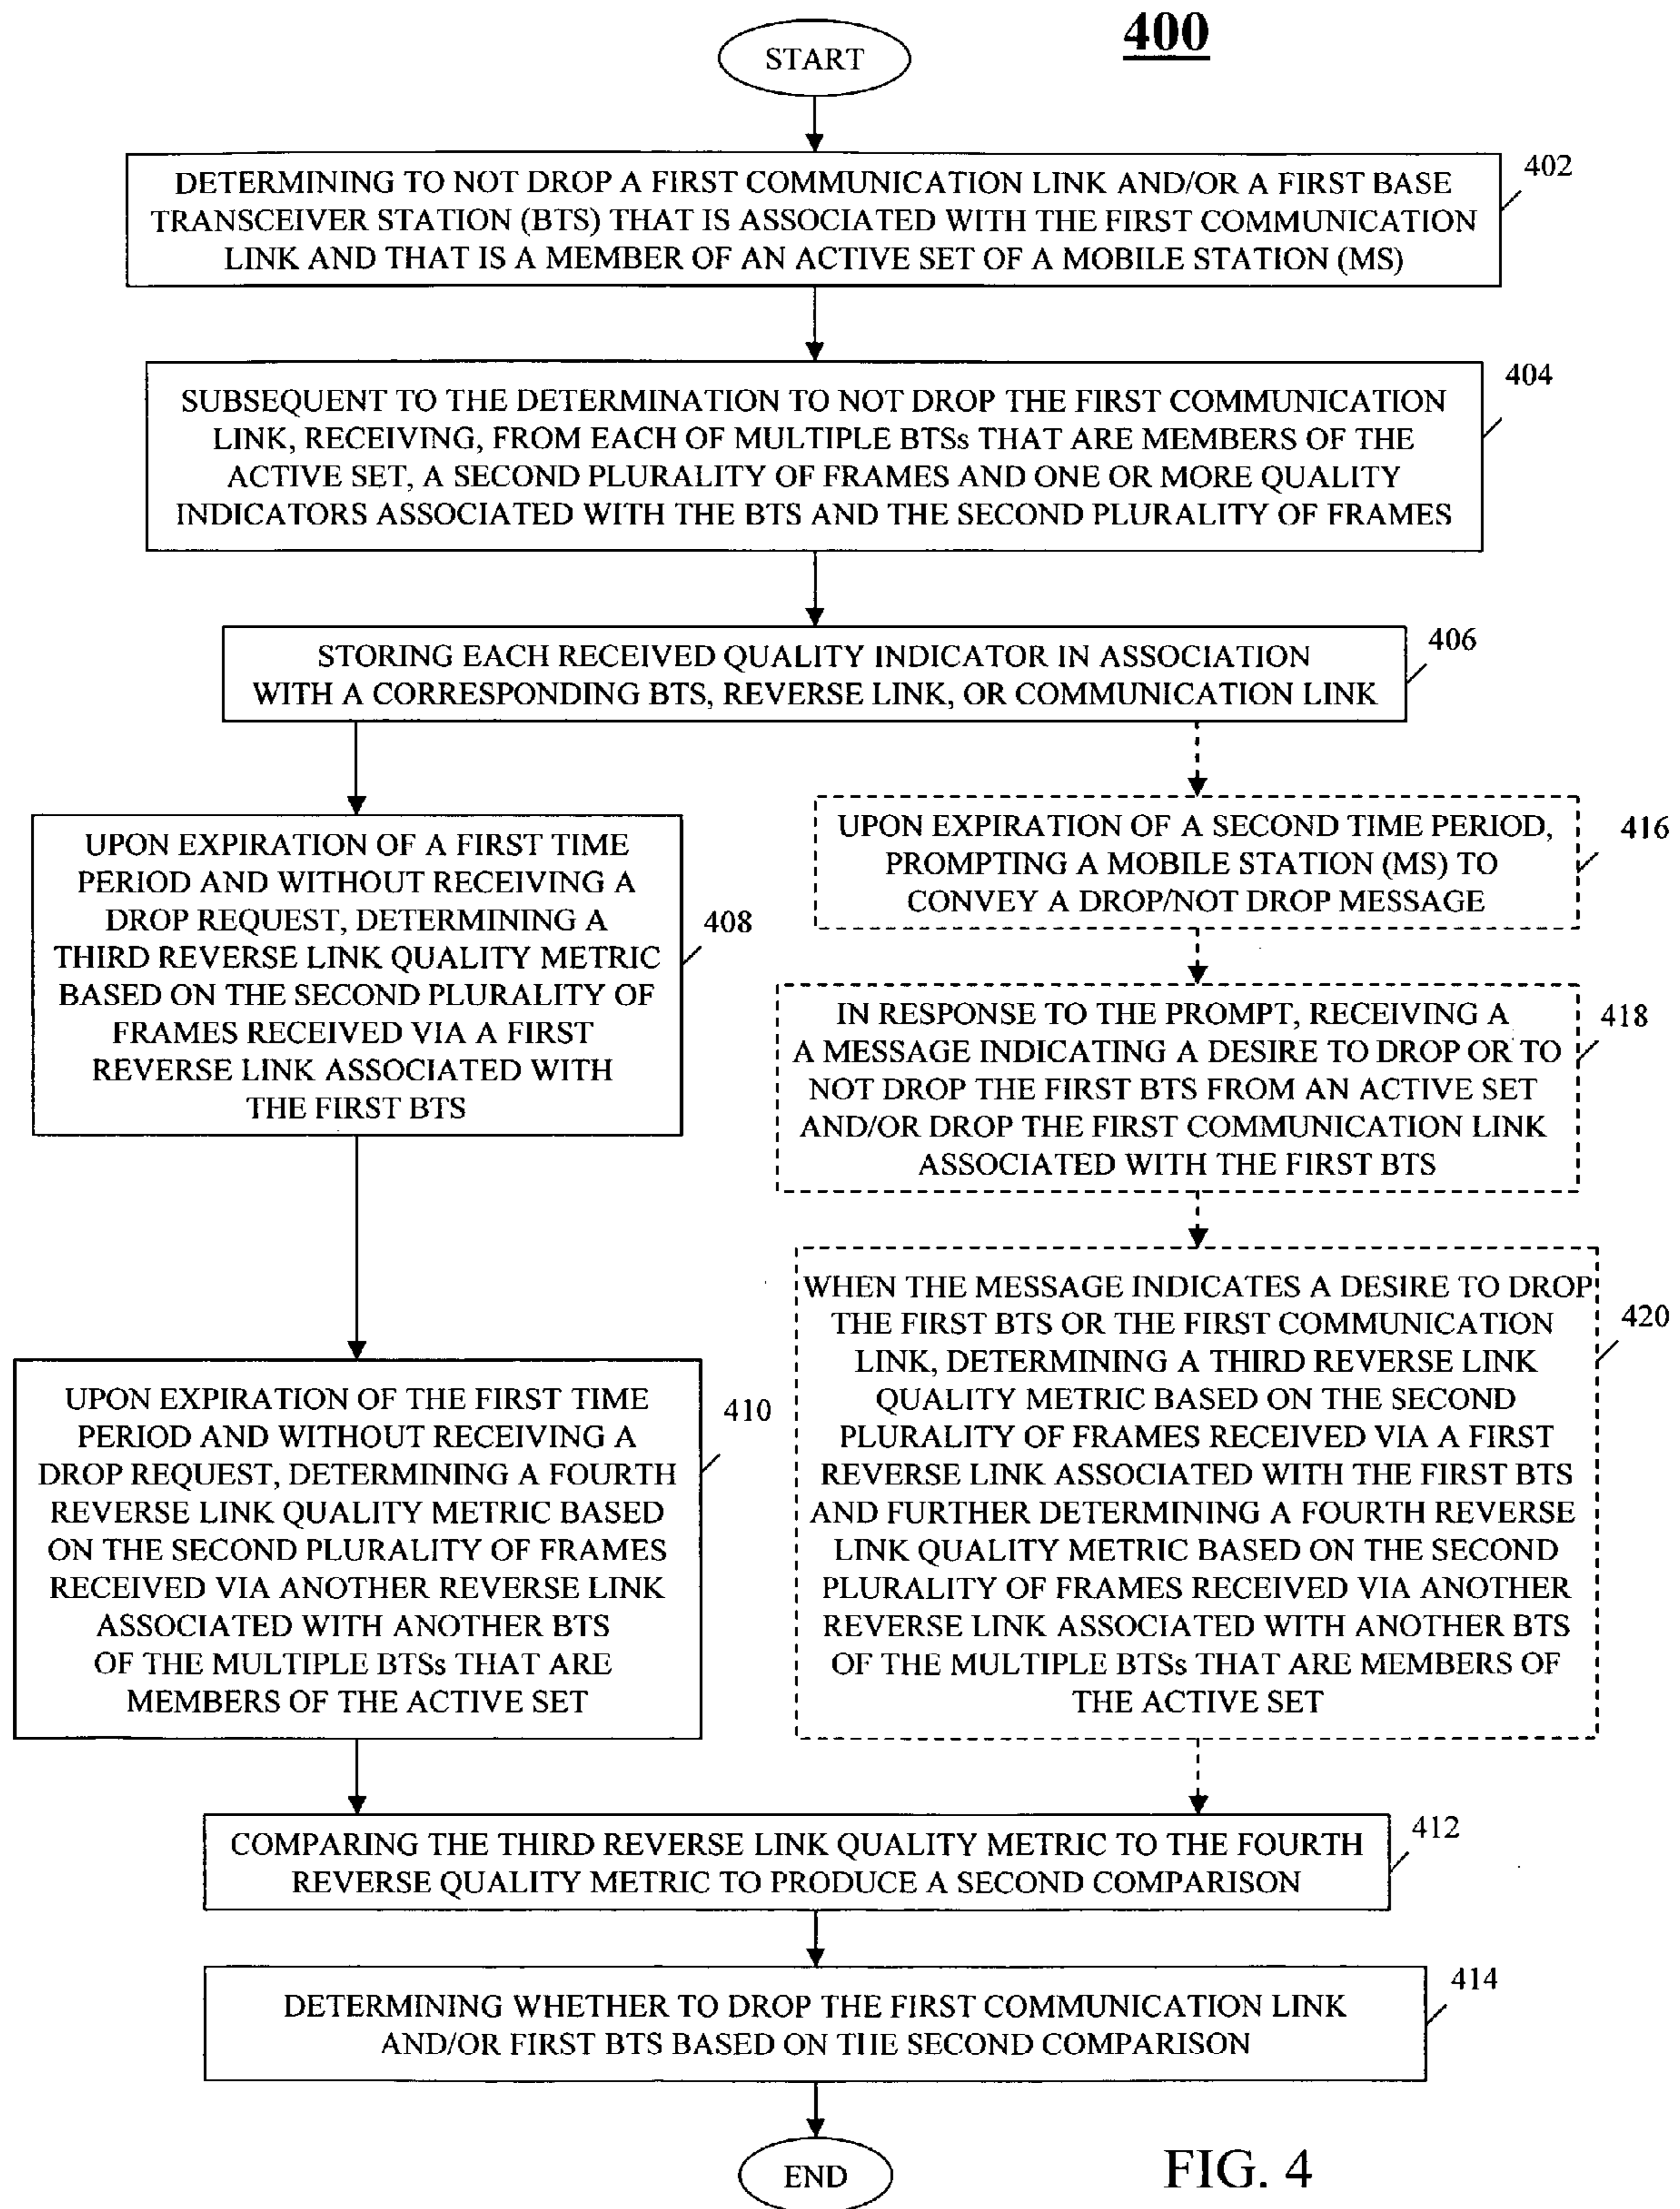 400
START
402
DETERMINING TO NOT DROP A FIRST COMMUNICATION LINK AND/OR A FIRST BASE
TRANSCEIVER STATION (BTS) THAT IS ASSOCIATED WITH THE FIRST COMMUNICATION
LINK AND THAT IS A MEMBER OF AN ACTIVE SET OF A MOBILE STATION (MS)
404
SUBSEQUENT TO THE DETERMINATION TO NOT DROP THE FIRST COMMUNICATION
LINK, RECEIVING, FROM EACH OF MULTIPLE BTSs THAT ARE MEMBERS OF THE
ACTIVE SET, A SECOND PLURALITY OF FRAMES AND ONE OR MORE QUALITY
INDICATORS ASSOCIATED WITH THE BTS AND THE SECOND PLURALITY OF FRAMES
406
STORING EACH RECEIVED QUALITY INDICATOR IN ASSOCIATION
WITH A CORRESPONDING BTS, REVERSE LINK, OR COMMUNICATION LINK
408
UPON EXPIRATION OF A FIRST TIME
PERIOD AND WITHOUT RECEIVING A
DROP REQUEST, DETERMINING A
THIRD REVERSE LINK QUALITY METRIC
BASED ON THE SECOND PLURALITY OF
FRAMES RECEIVED VIA A FIRST
REVERSE LINK ASSOCIATED WITH
THE FIRST BTS
410
UPON EXPIRATION OF THE FIRST TIME
PERIOD AND WITHOUT RECEIVING A
DROP REQUEST, DETERMINING A FOURTH
REVERSE LINK QUALITY METRIC BASED
ON THE SECOND PLURALITY OF FRAMES
RECEIVED VIA ANOTHER REVERSE LINK
ASSOCIATED WITH ANOTHER BTS
OF THE MULTIPLE BTSs THAT ARE
MEMBERS OF THE ACTIVE SET
416
UPON EXPIRATION OF A SECOND TIME PERIOD,
PROMPTING A MOBILE STATION (MS) TO
CONVEY A DROP/NOT DROP MESSAGE
418
IN RESPONSE TO THE PROMPT, RECEIVING A
A MESSAGE INDICATING A DESIRE TO DROP OR TO
NOT DROP THE FIRST BTS FROM AN ACTIVE SET
AND/OR DROP THE FIRST COMMUNICATION LINK
ASSOCIATED WITH THE FIRST BTS
420
WHEN THE MESSAGE INDICATES A DESIRE TO DROP
THE FIRST BTS OR THE FIRST COMMUNICATION
LINK, DETERMINING A THIRD REVERSE LINK
QUALITY METRIC BASED ON THE SECOND
PLURALITY OF FRAMES RECEIVED VIA A FIRST
REVERSE LINK ASSOCIATED WITH THE FIRST BTS
AND FURTHER DETERMINING A FOURTH REVERSE
LINK QUALITY METRIC BASED ON THE SECOND
PLURALITY OF FRAMES RECEIVED VIA ANOTHER
REVERSE LINK ASSOCIATED WITH ANOTHER BTS
OF THE MULTIPLE BTSs THAT ARE MEMBERS OF
THE ACTIVE SET
412
COMPARING THE THIRD REVERSE LINK QUALITY METRIC TO THE FOURTH
REVERSE QUALITY METRIC TO PRODUCE A SECOND COMPARISON
414
DETERMINING WHETHER TO DROP THE FIRST COMMUNICATION LINK
AND/OR FIRST BTS BASED ON THE SECOND COMPARISON
END
FIG. 4